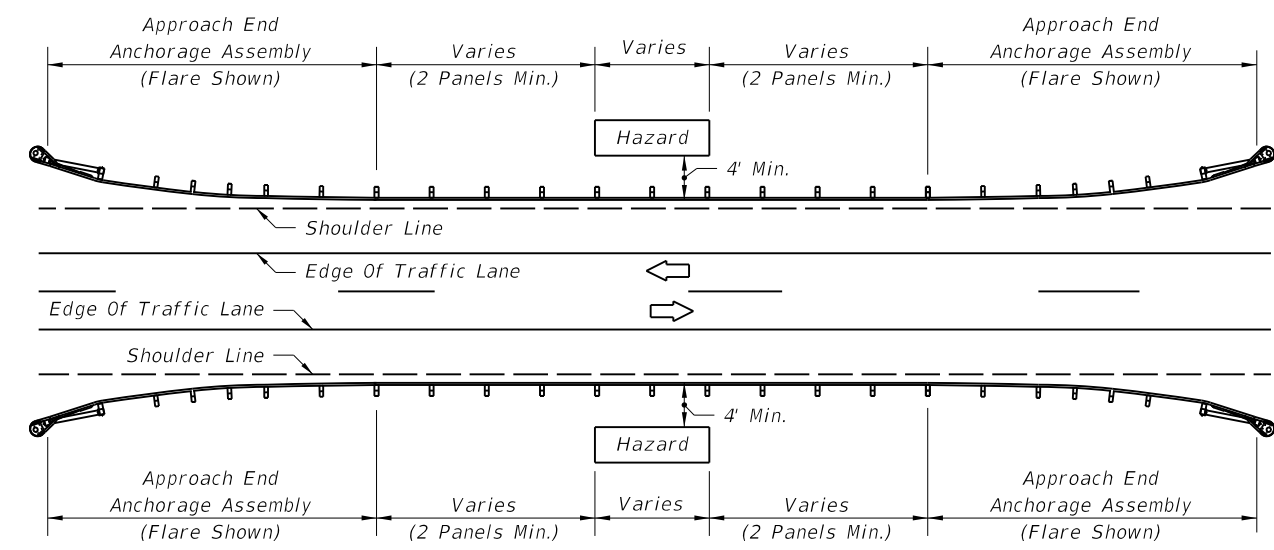 Approach End
Anchorage Assembly
(Flare Shown)
Varies
(2 Panels Min.)
Varies
Varies
(2 Panels Min.)
Approach End
Anchorage Assembly
(Flare Shown)
Hazard
4' Min.
Shoulder Line
Edge Of Traffic Lane
Edge Of Traffic Lane
Shoulder Line
4' Min.
Hazard
Approach End
Anchorage Assembly
(Flare Shown)
Varies
(2 Panels Min.)
Varies
Varies
(2 Panels Min.)
Approach End
Anchorage Assembly
(Flare Shown)